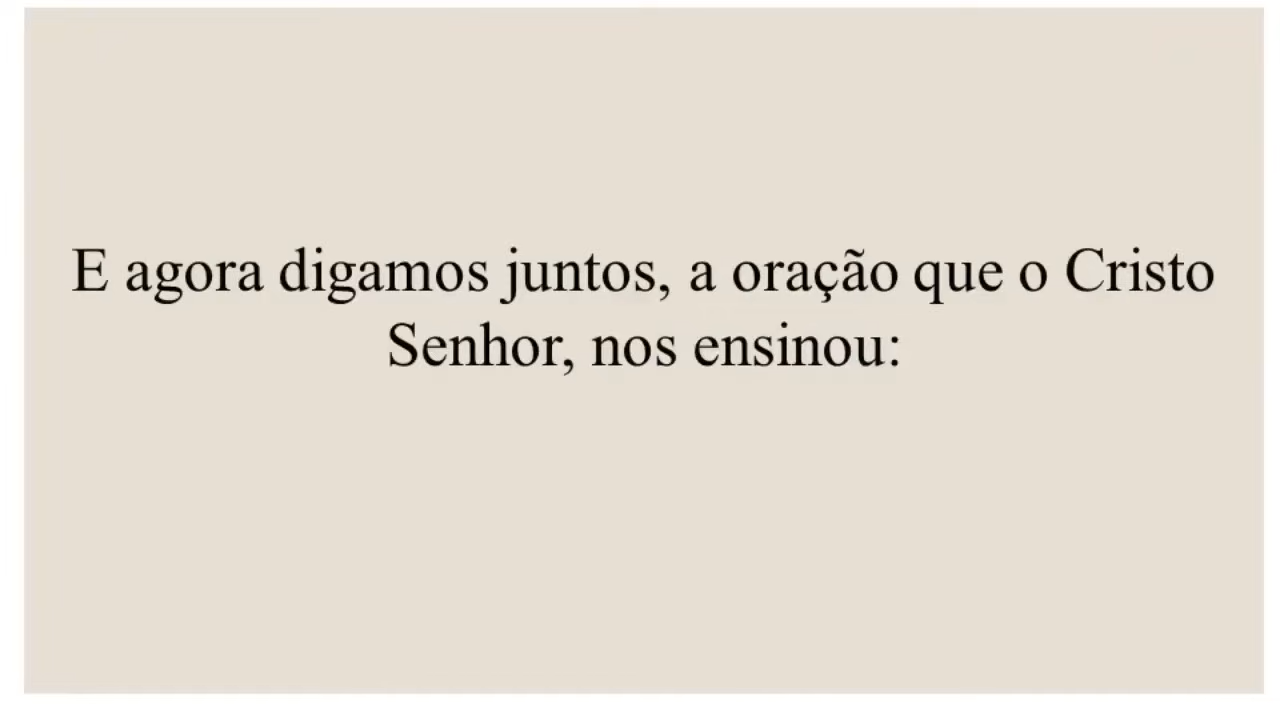 E agora digamos juntos, a oração que o Cristo
Senhor, nos ensinou: